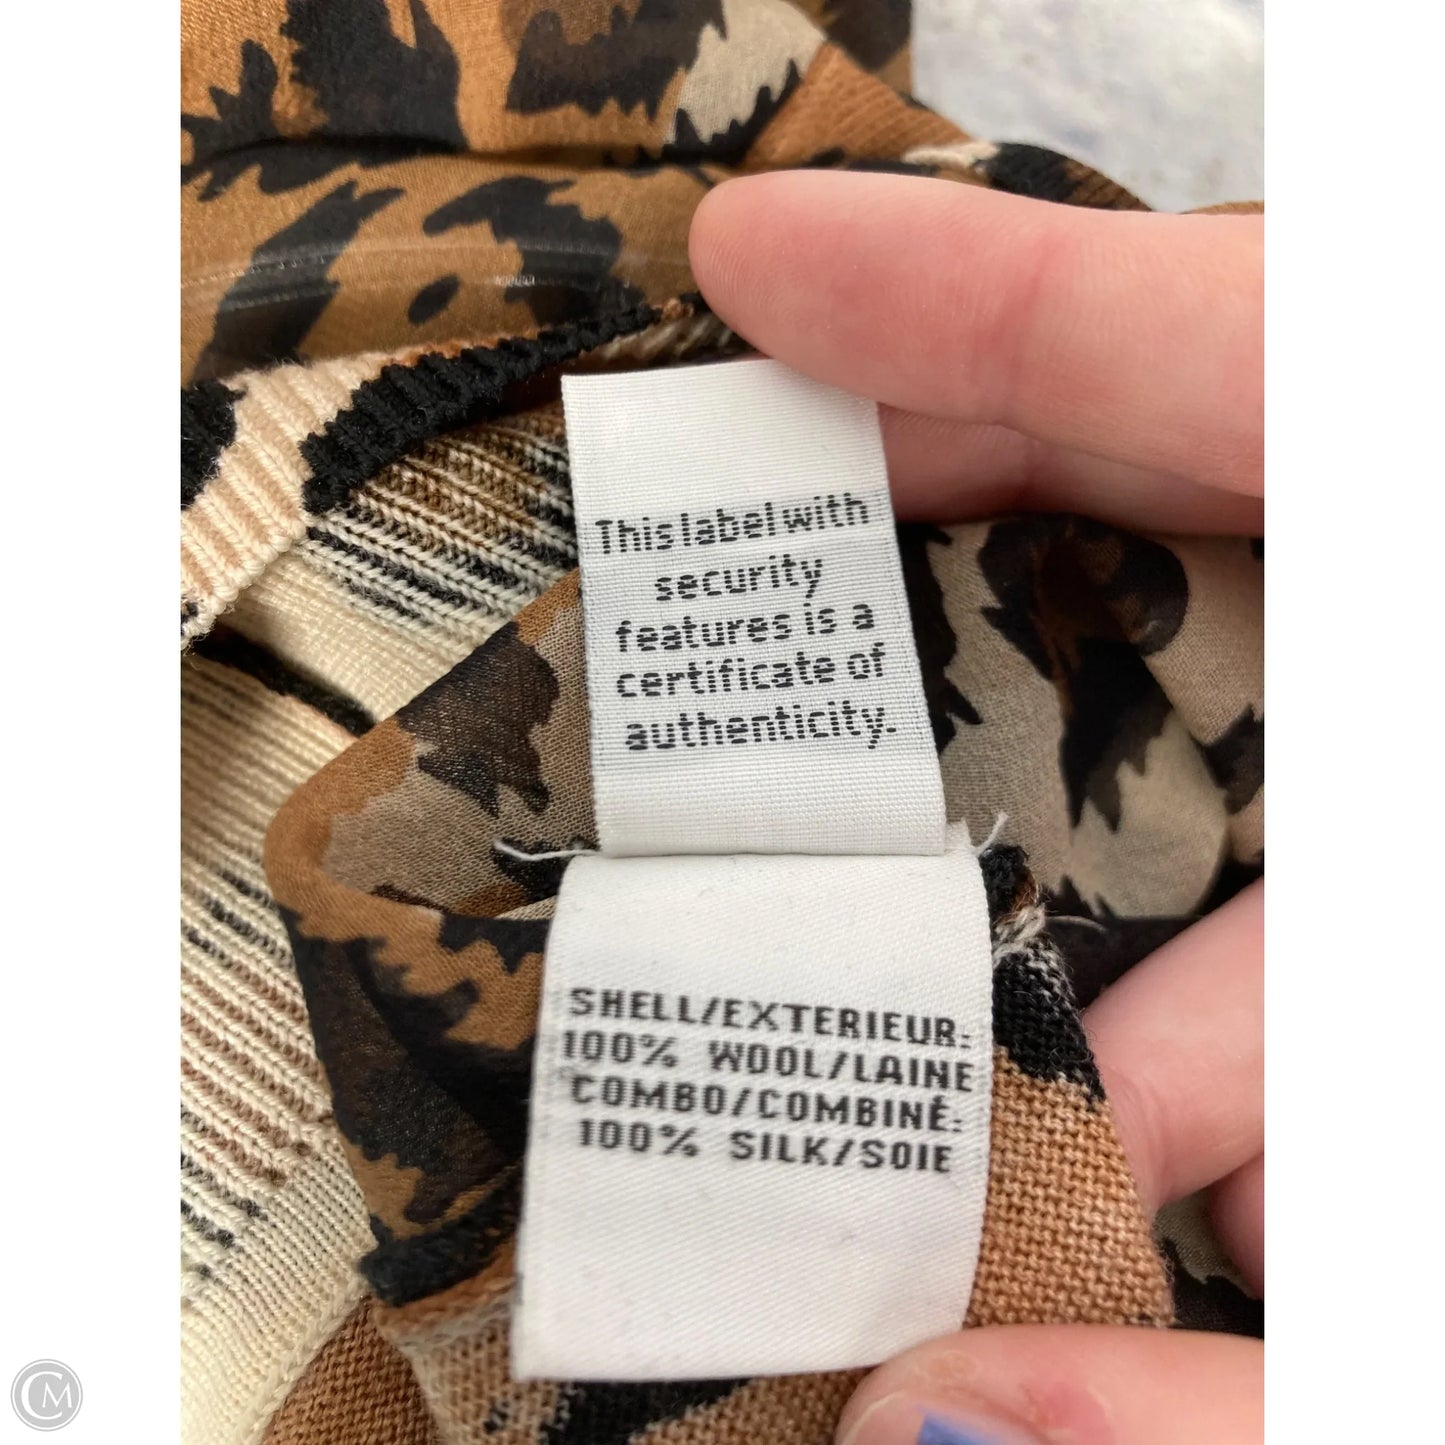 This label with
security
features is a
certificate of
authenticity.
SHELL/EXTERIEUR:
100% WOOL/LAINE
COMBO/COMBINÉ:
100% SILK/SOIE
CM